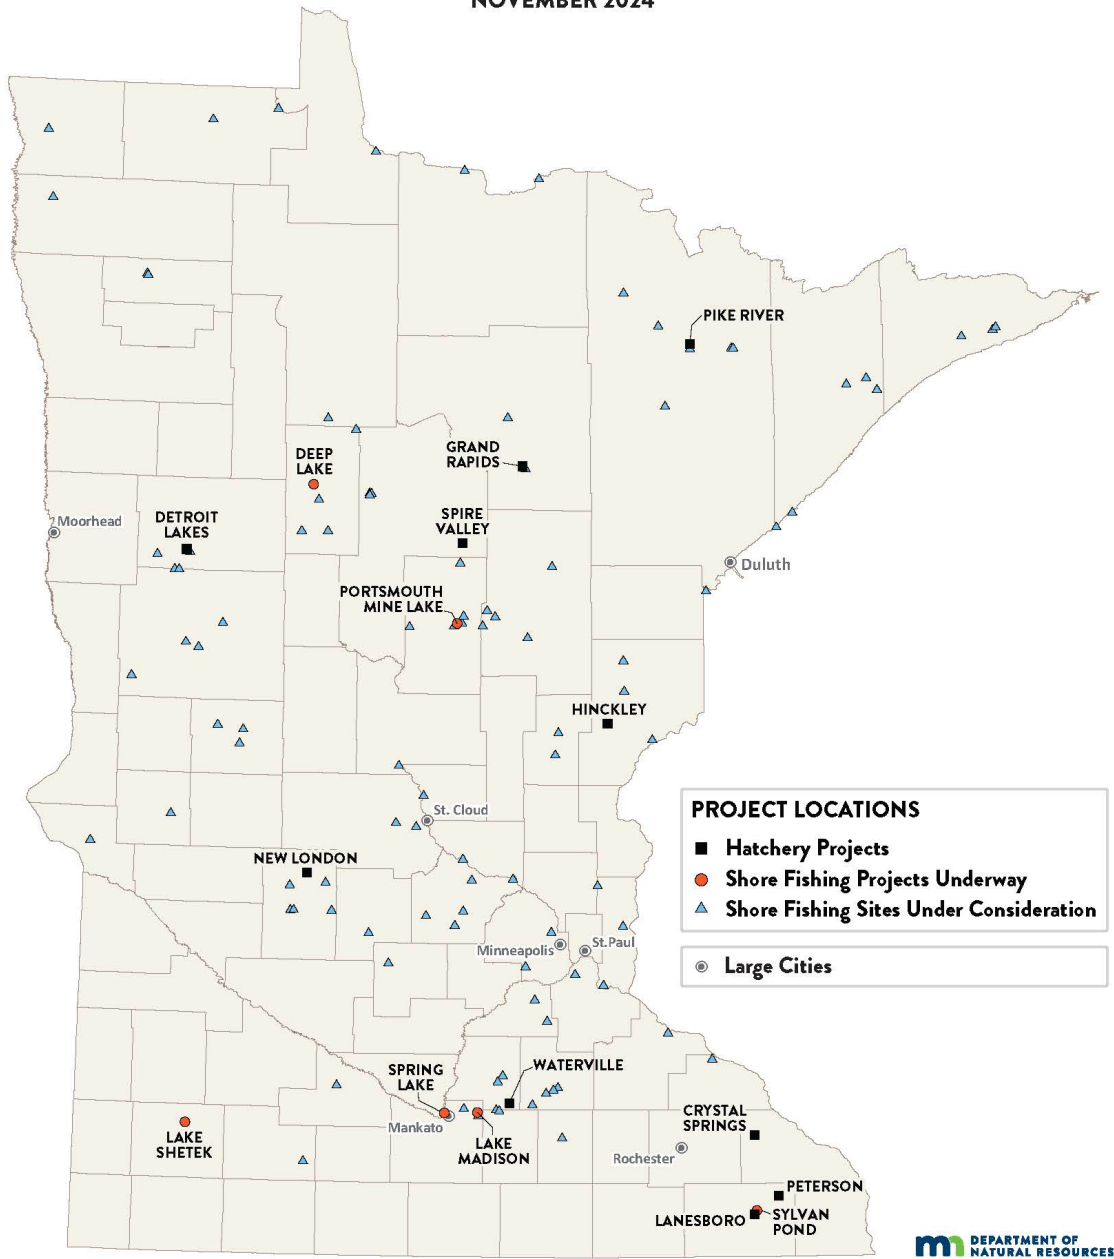 NOVEMBER 2024
PIKE RIVER
GRAND
RAPIDS
DEEP
LAKE
SPIRE
VALLEY
Moorhead
DETROIT
LAKES
Duluth
PORTSMOUTH
MINE LAKE
HINCKLEY
St. Cloud
NEW LONDON
PROJECT LOCATIONS
Hatchery Projects
Shore Fishing Projects Underway
Shore Fishing Sites Under Consideration
Large Cities
Minneapolis
St.Paul
WATERVILLE
SPRING
LAKE
Mankato
LAKE
MADISON
LAKE
SHETEK
CRYSTAL
SPRINGS
Rochester
PETERSON
LANESBORO
SYLVAN
POND
mn DEPARTMENT OF
NATURAL RESOURCES